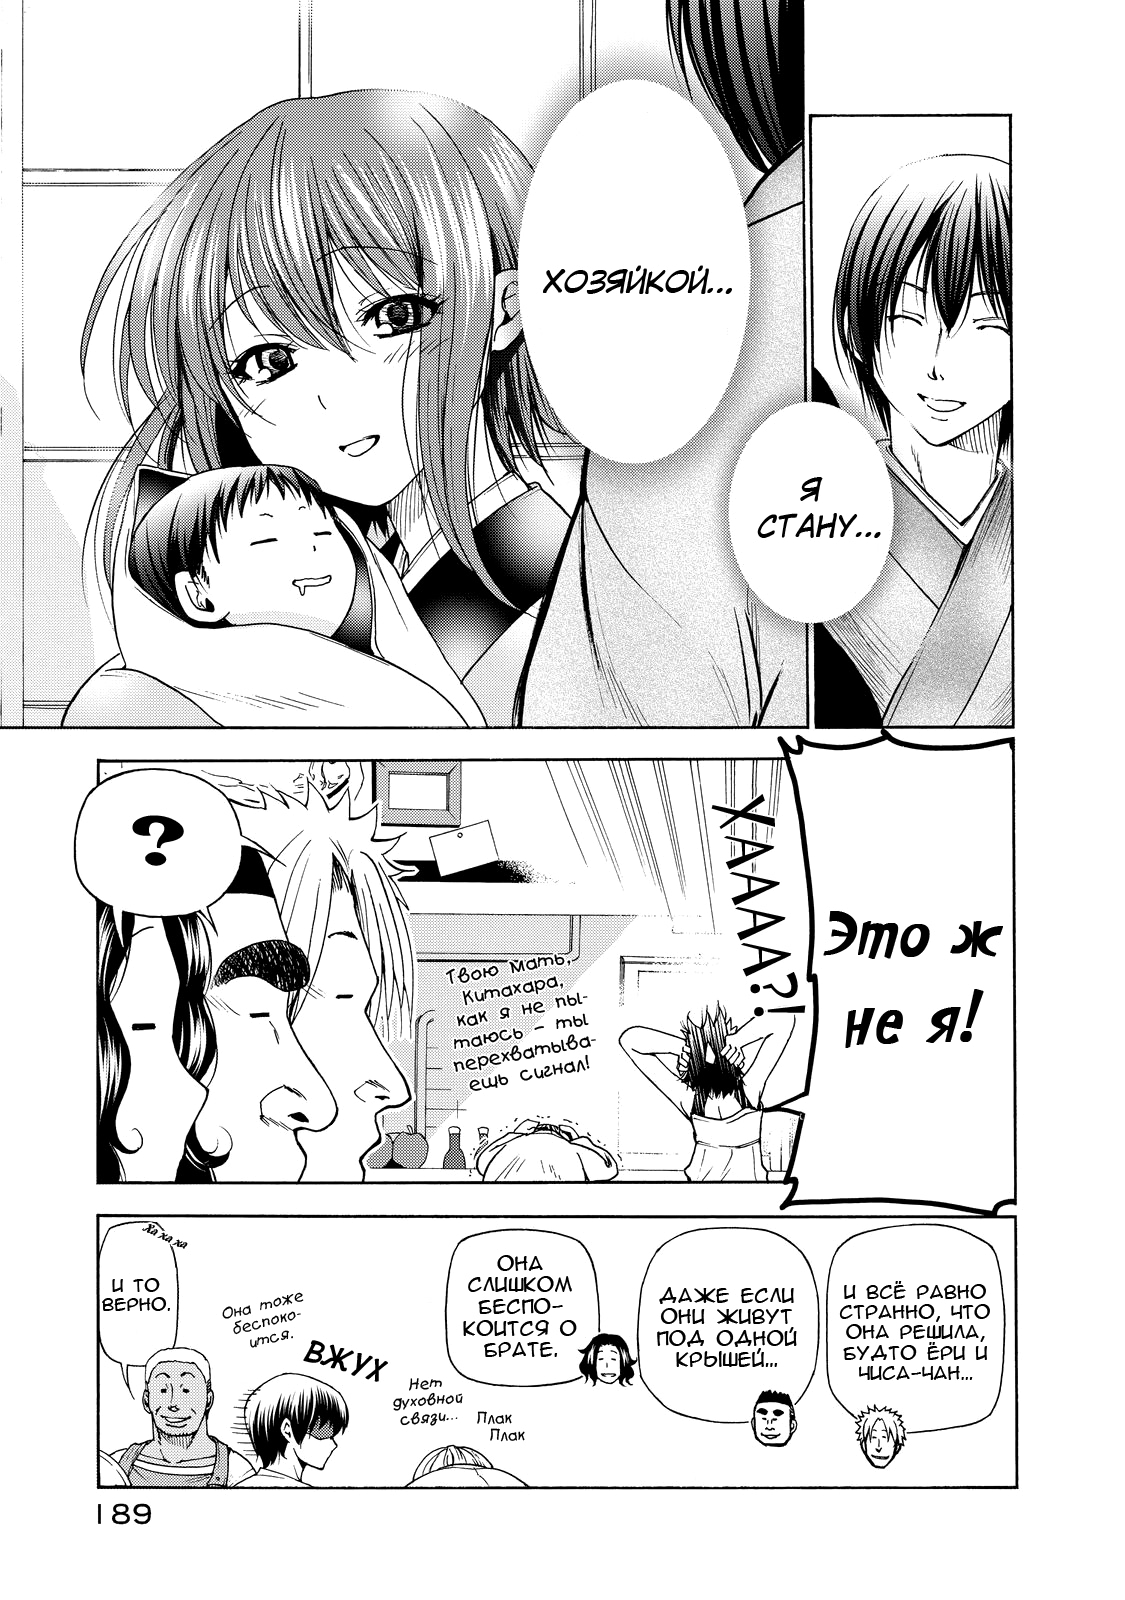 Я
СТАНУ...
ХОЗЯЙКОЙ...
Это ж
не я!
ХАААА?!
Твою мать,
Китахара,
как я не пы-
таюсь - ты
перехватыва-
ешь сигнал!
?
И ВСЁ РАВНО
СТРАННО, ЧТО
ОНА РЕШИЛА,
БУДТО ЁРИ И
ЧИСА-ЧАН...
ДАЖЕ ЕСЛИ
ОНИ ЖИВУТ
ПОД ОДНОЙ
КРЫШЕЙ...
ОНА
СЛИШКОМ
БЕСПО-
КОИТСЯ О
БРАТЕ.
Плак
Плак
Нет
духовной
связи...
ВЖУХ
Она тоже
беспоко-
ится.
Ха ха ха
И ТО
ВЕРНО.
189